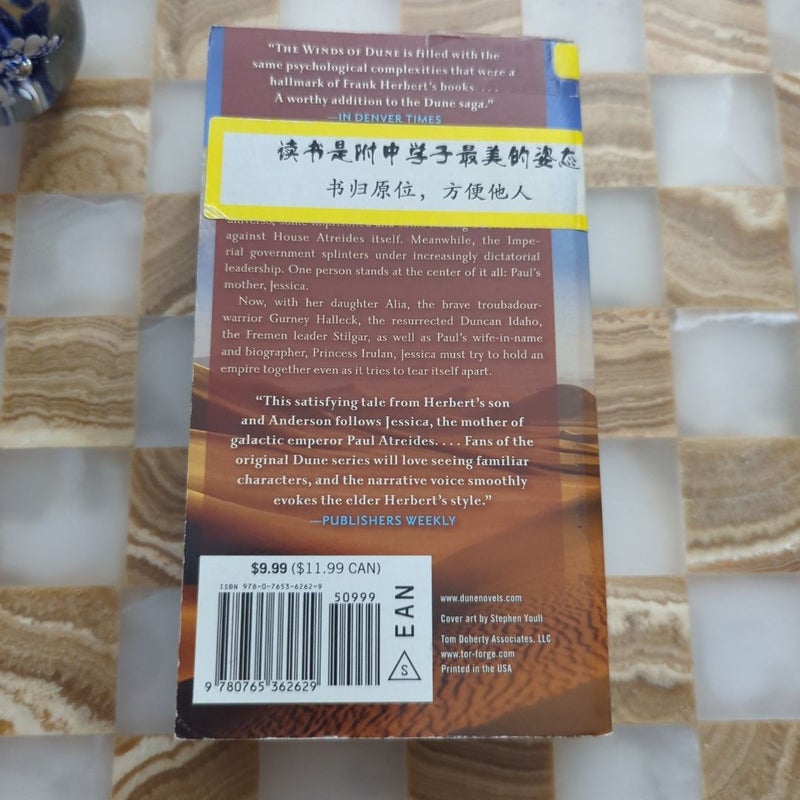 “THE WINDS OF DUNE is filled with the
same psychological complexities that were a
hallmark of Frank Herbert’s books. . . .
A worthy addition to the Dune saga.”
—IN DENVER TIMES
读书是附中学子最美的姿态
书归原位，方便他人
against House Atreides itself. Meanwhile, the Impe-
rial government splinters under increasingly dictatorial
leadership. One person stands at the center of it all: Paul’s
mother, Jessica.
Now, with her daughter Alia, the brave troubadour-
warrior Gurney Halleck, the resurrected Duncan Idaho,
the Fremen leader Stilgar, as well as Paul’s wife-in-name
and biographer, Princess Irulan, Jessica must try to hold an
empire together even as it tries to tear itself apart.
“This satisfying tale from Herbert’s son
and Anderson follows Jessica, the mother of
galactic emperor Paul Atreides. . . . Fans of the
original Dune series will love seeing familiar
characters, and the narrative voice smoothly
evokes the elder Herbert’s style.”
—PUBLISHERS WEEKLY
$9.99 ($11.99 CAN)
ISBN 978-0-7653-6262-9
50999
EAN
S
9 780765 362629
www.dunenovels.com
Cover art by Stephen Youll
Tom Doherty Associates, LLC
www.tor-forge.com
Printed in the USA